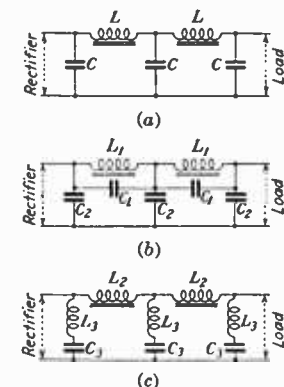 L L
Rectifier C C C Load
(a)
L₁ L₁
Rectifier C₂ C₁ C₂ C₁ C₂ Load
(b)
L₂ L₂
Rectifier L₃ L₃ L₃ Load
C₃ C₃ C₃
(c)